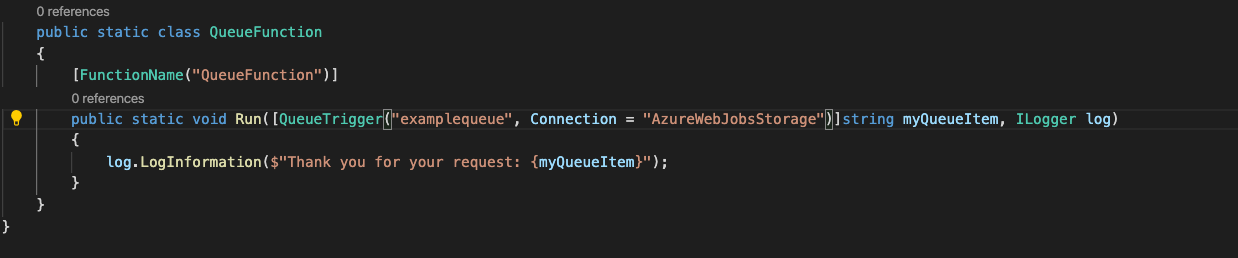 0 references
public static class QueueFunction
{
[FunctionName("QueueFunction")]
0 references
public static void Run([QueueTrigger("examplequeue", Connection = "AzureWebJobsStorage")]string myQueueItem, ILogger log)
{
log.LogInformation($"Thank you for your request: {myQueueItem}");
}
}
}